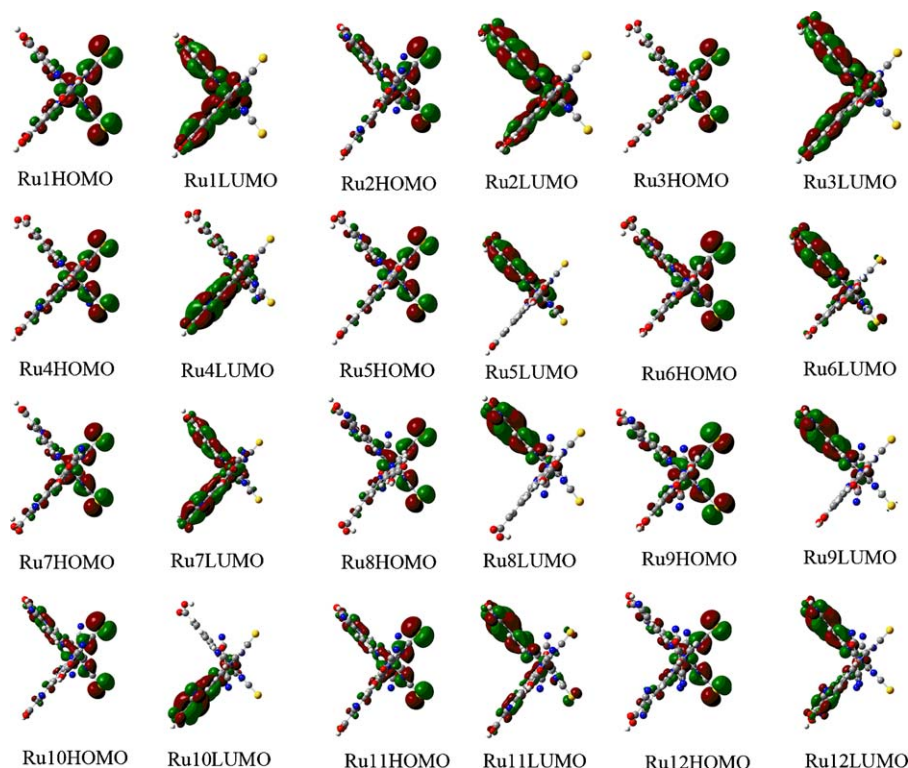 Ru1HOMO Ru1LUMO Ru2HOMO Ru2LUMO Ru3HOMO Ru3LUMO
Ru4HOMO Ru4LUMO Ru5HOMO Ru5LUMO Ru6HOMO Ru6LUMO
Ru7HOMO Ru7LUMO Ru8HOMO Ru8LUMO Ru9HOMO Ru9LUMO
Ru10HOMO Ru10LUMO Ru11HOMO Ru11LUMO Ru12HOMO Ru12LUMO